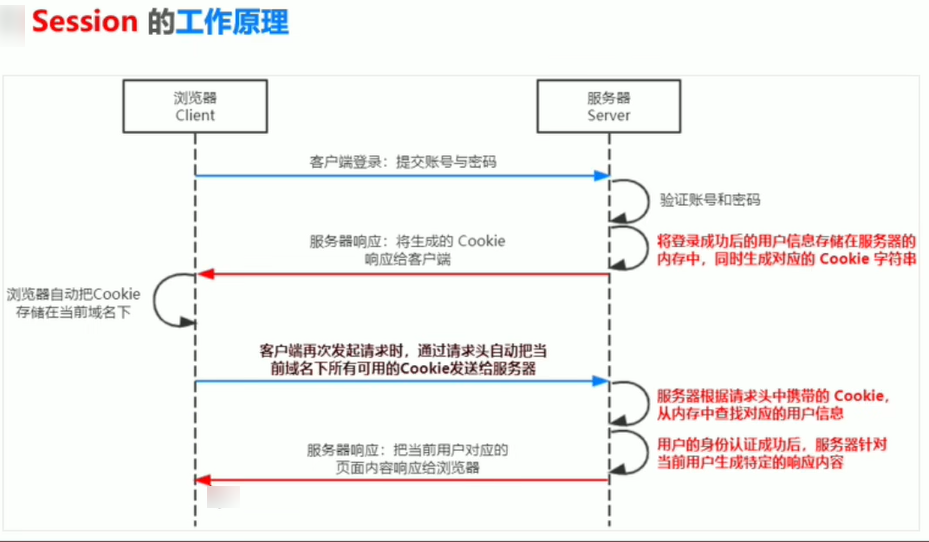 Session 的工作原理
浏览器
Client
服务器
Server
客户端登录：提交账号与密码
验证账号和密码
将登录成功后的用户信息存储在服务器的
内存中，同时生成对应的 Cookie 字符串
服务器响应：将生成的 Cookie
响应给客户端
浏览器自动把Cookie
存储在当前域名下
客户端再次发起请求时，通过请求头自动把当
前域名下所有可用的Cookie发送给服务器
服务器根据请求头中携带的 Cookie，
从内存中查找对应的用户信息
用户的身份认证成功后，服务器针对
当前用户生成特定的响应内容
服务器响应：把当前用户对应的
页面内容响应给浏览器